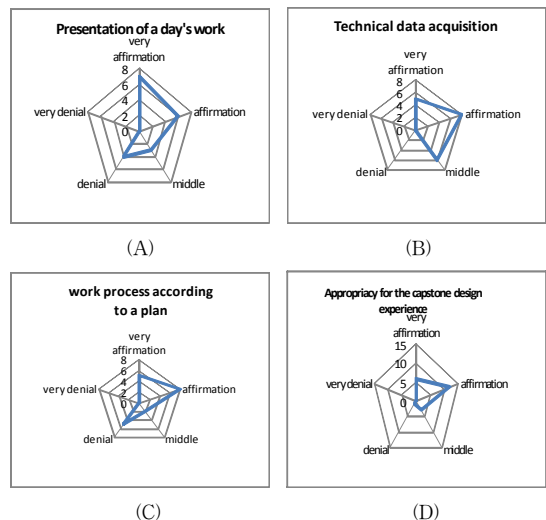 Presentation of a day's work
very
affirmation
8
6
4
2
0
affirmation
middle
denial
very denial
(A)
Technical data acquisition
very
affirmation
8
6
4
2
0
affirmation
middle
denial
very denial
(B)
work process according
to a plan
very
affirmation
8
6
4
2
0
affirmation
middle
denial
very denial
(C)
Appropriacy for the capstone design
experience
very
affirmation
15
10
5
0
affirmation
middle
denial
very denial
(D)